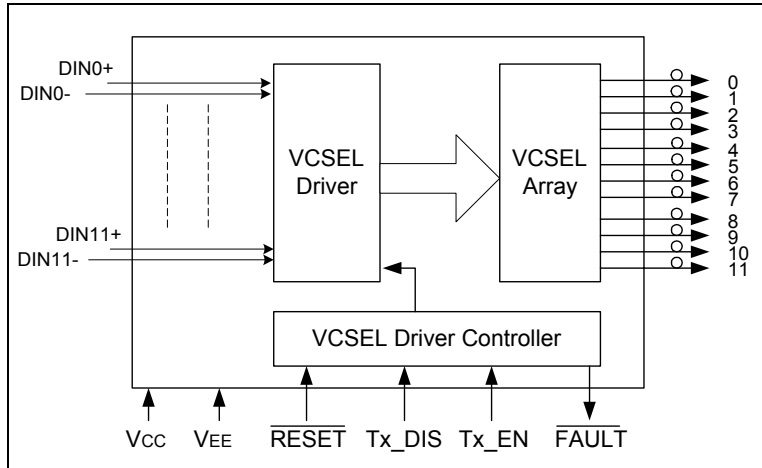 DIN0+
DIN0-
DIN11+
DIN11-
VCSEL
Driver
VCSEL
Array
0
1
2
3
4
5
6
7
8
9
10
11
VCSEL Driver Controller
VCC
VEE
RESET
Tx_DIS
Tx_EN
FAULT